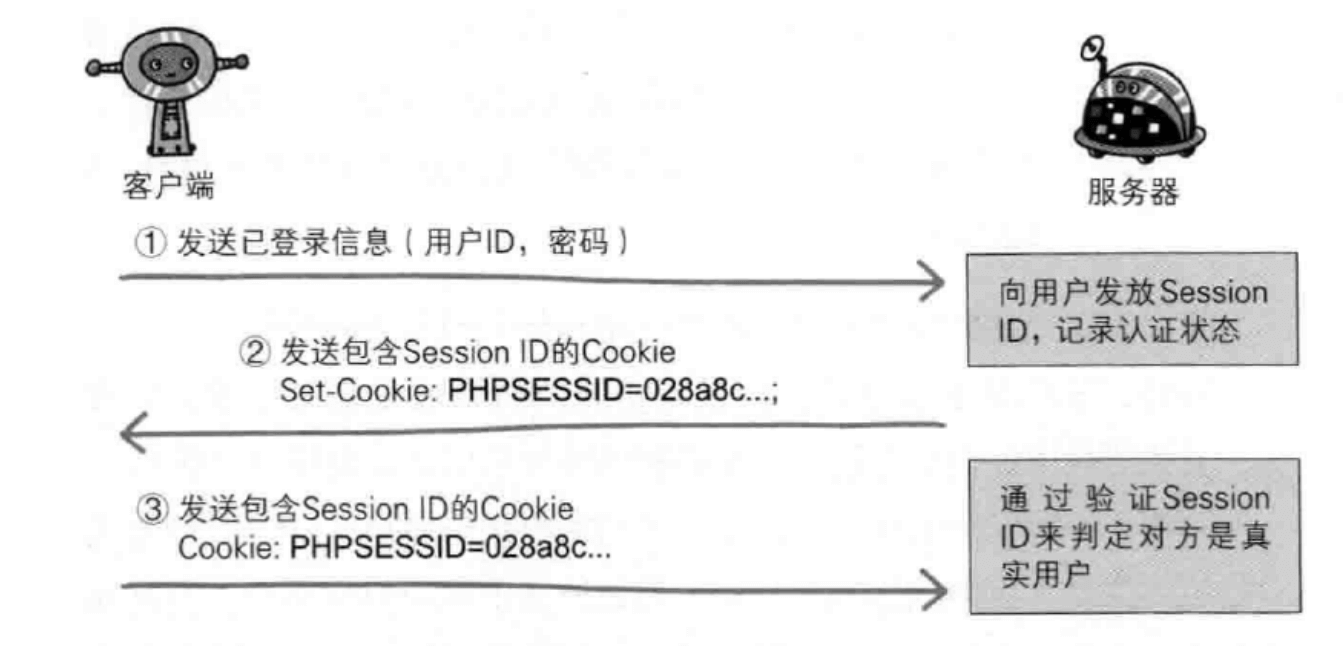 客户端
服务器
① 发送已登录信息（用户ID，密码）
向用户发放Session
ID，记录认证状态
② 发送包含Session ID的Cookie
Set-Cookie: PHPSESSID=028a8c...;
③ 发送包含Session ID的Cookie
Cookie: PHPSESSID=028a8c...
通过验证Session
ID来判定对方是真
实用户